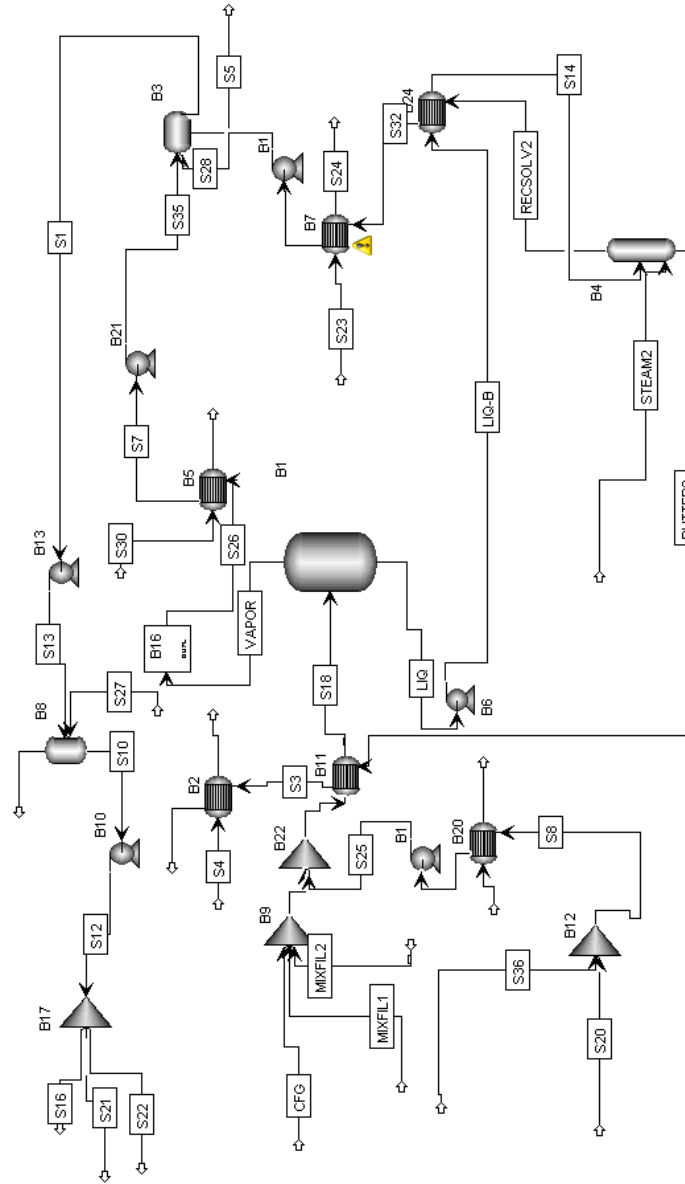 B17
B8
B13
S13
S1
S16
S12
B10
S10
S27
S21
S22
B21
S7
S35
B3
B16
DUPL
S30
B5
S28
S5
S4
B2
S26
VAPOR
B1
B1
B9
B22
S3
CFG
MIXFIL2
B11
S18
B7
S24
S23
MIXFIL1
S25
B1
LIQ
S32
B24
B20
B6
LIQ-B
S36
S8
B12
RECSOLV2
S14
S20
B4
STEAM2